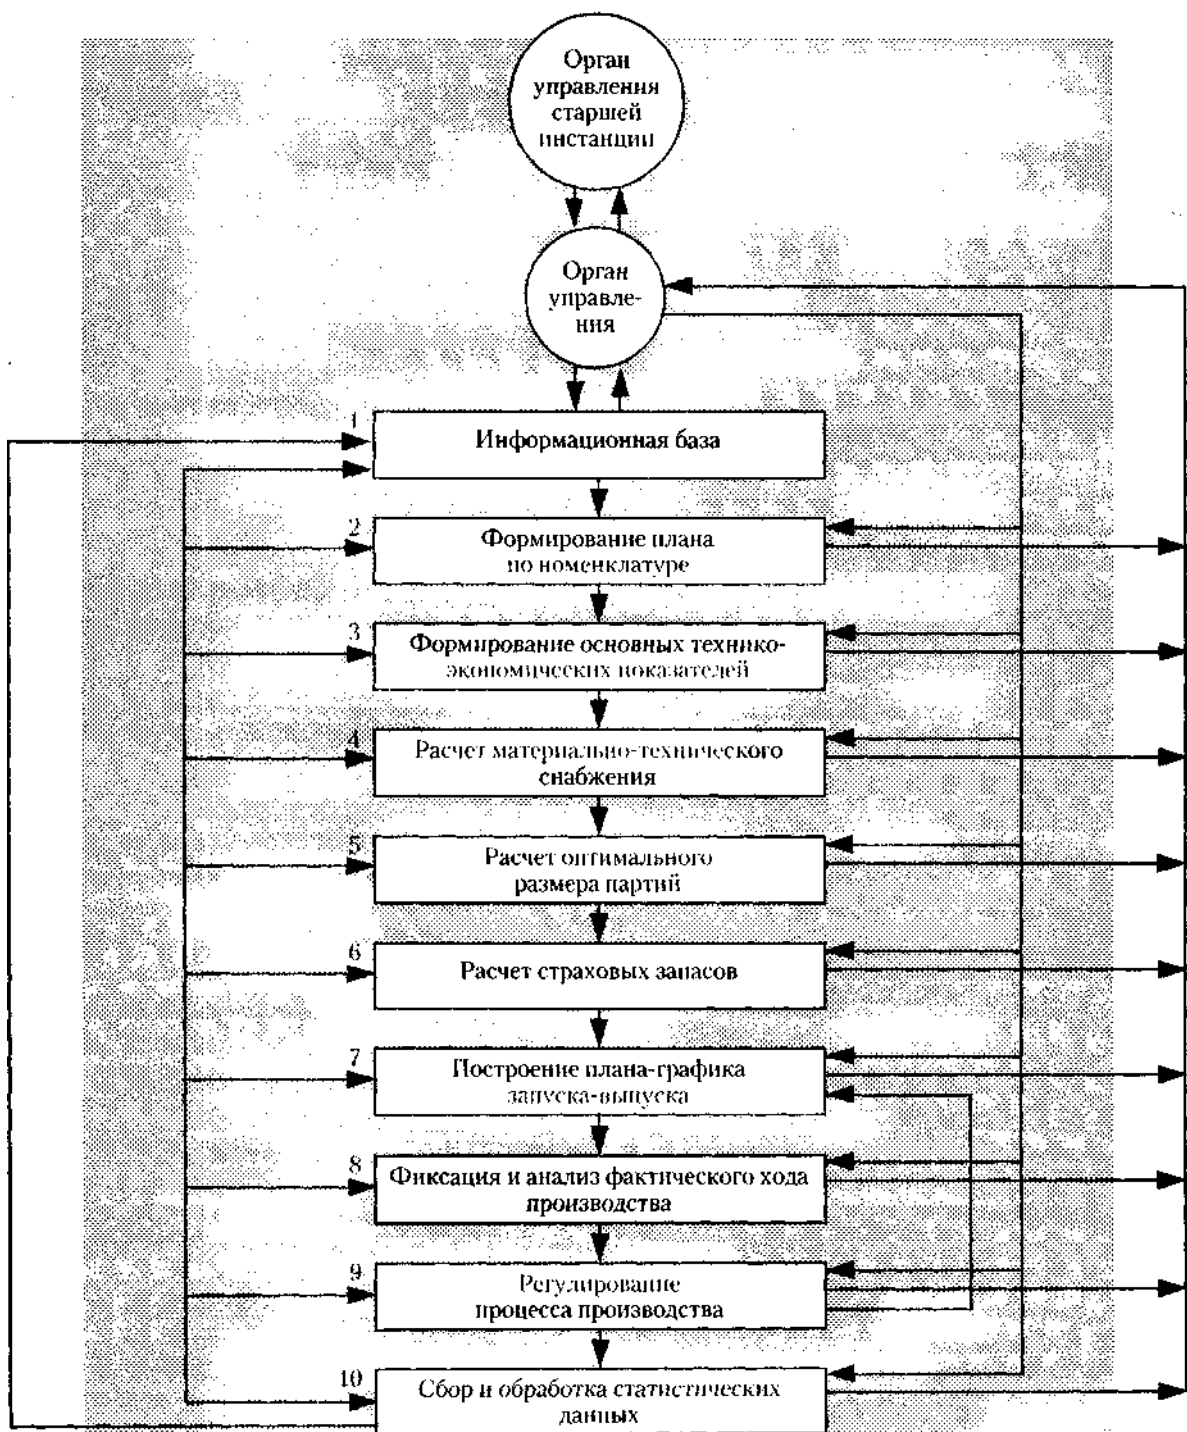 Орган
управления
старшей
инстанции
Орган
управле-
ния
1
Информационная база
2
Формирование плана
по номенклатуре
3
Формирование основных технико-
экономических показателей
4
Расчет материально-технического
снабжения
5
Расчет оптимального
размера партий
6
Расчет страховых запасов
7
Построение плана-графика
запуска-выпуска
8
Фиксация и анализ фактического хода
производства
9
Регулирование
процесса производства
10
Сбор и обработка статистических
данных